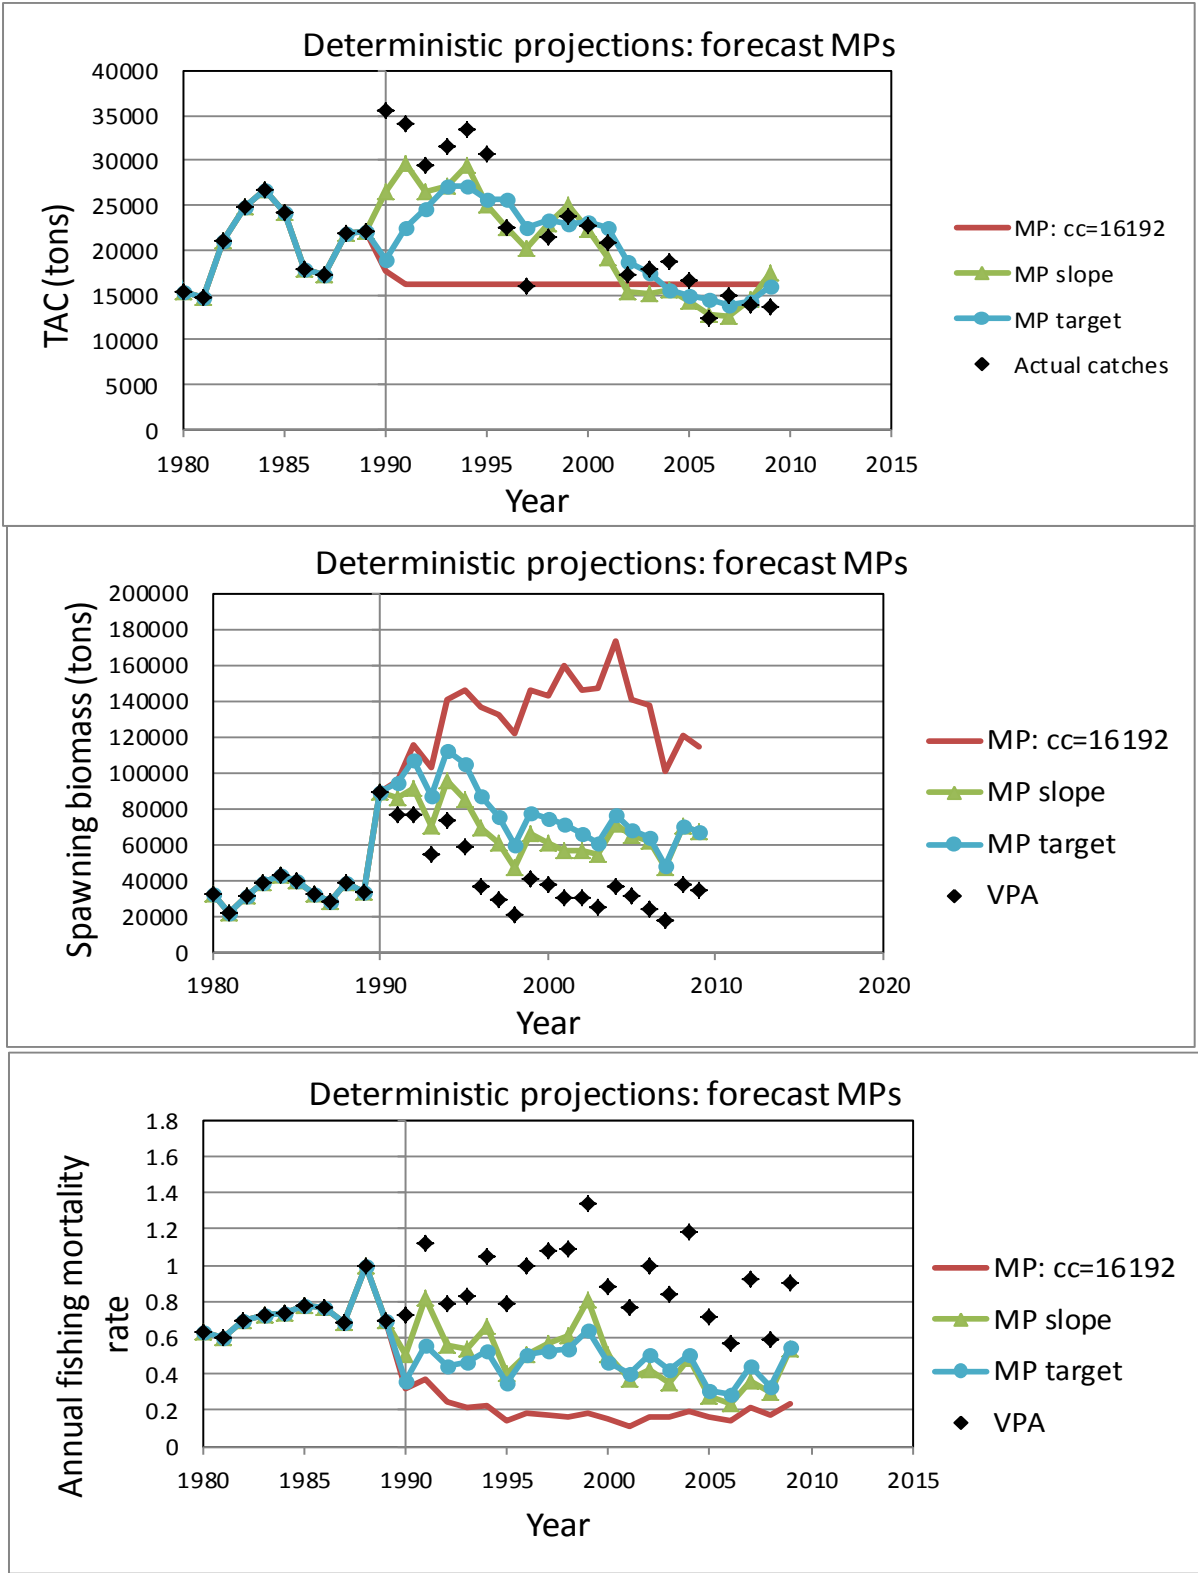 Deterministic projections: forecast MPs
TAC (tons)
40000
35000
30000
25000
20000
15000
10000
5000
0
1980 1985 1990 1995 2000 2005 2010 2015
Year
MP: cc=16192
MP slope
MP target
Actual catches
Deterministic projections: forecast MPs
Spawning biomass (tons)
200000
180000
160000
140000
120000
100000
80000
60000
40000
20000
0
1980 1990 2000 2010 2020
Year
MP: cc=16192
MP slope
MP target
VPA
Deterministic projections: forecast MPs
Annual fishing mortality
rate
1.8
1.6
1.4
1.2
1
0.8
0.6
0.4
0.2
0
1980 1985 1990 1995 2000 2005 2010 2015
Year
MP: cc=16192
MP slope
MP target
VPA